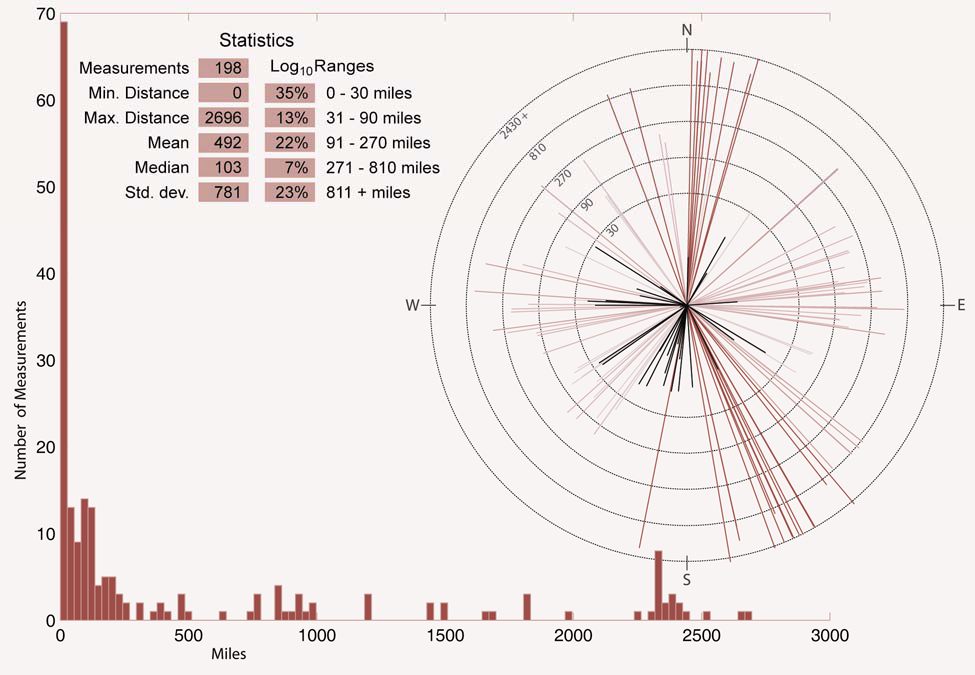 Statistics
Measurements 198 Log10Ranges
Min. Distance 0 35% 0 - 30 miles
Max. Distance 2696 13% 31 - 90 miles
Mean 492 22% 91 - 270 miles
Median 103 7% 271 - 810 miles
Std. dev. 781 23% 811 + miles
N
W
E
S
2430+
810
270
90
30
Number of Measurements
70
60
50
40
30
20
10
0
0 500 1000 1500 2000 2500 3000
Miles